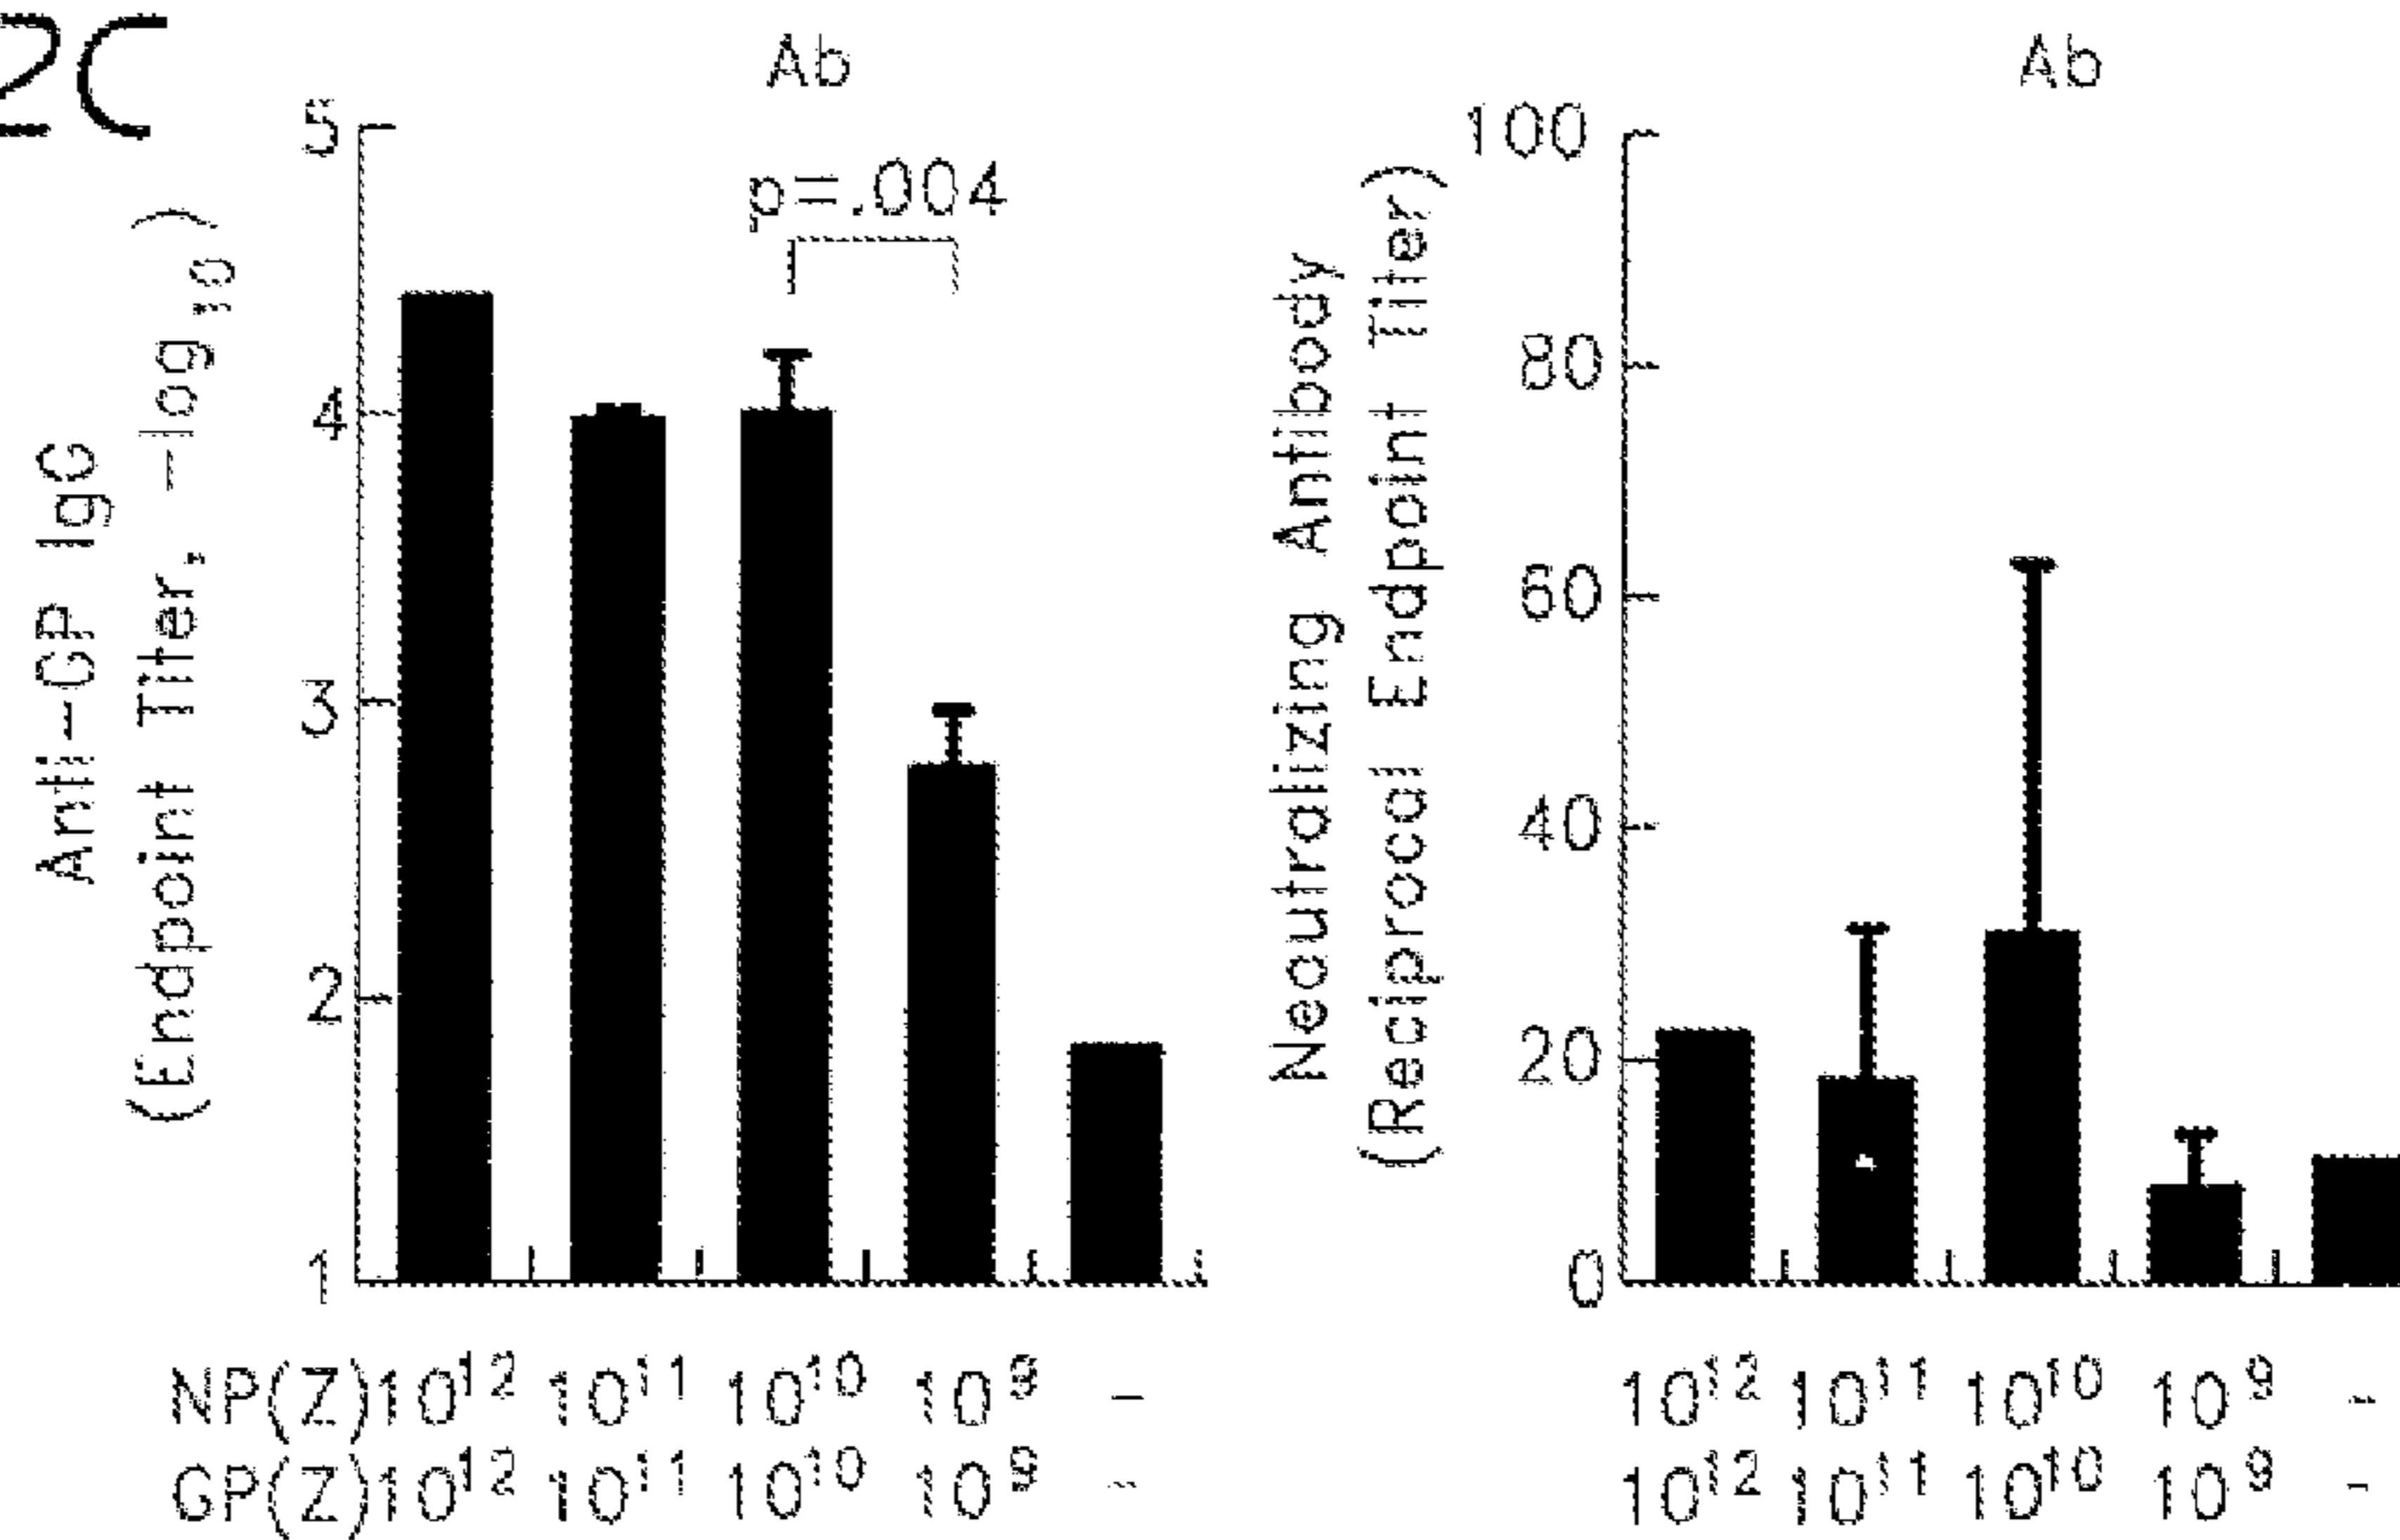 2C
Ab
p=.004
Anti-GP IgG
(Endpoint Titer, -log10)
5
4
3
2
1
NP(Z)10¹² 10¹¹ 10¹⁰ 10⁹ -
GP(Z)10¹² 10¹¹ 10¹⁰ 10⁹ -
Ab
Neoutralizing Antibody
(Reciprocal Endpoint Titer)
100
80
60
40
20
0
10¹² 10¹¹ 10¹⁰ 10⁹ -
10¹² 10¹¹ 10¹⁰ 10⁹ -